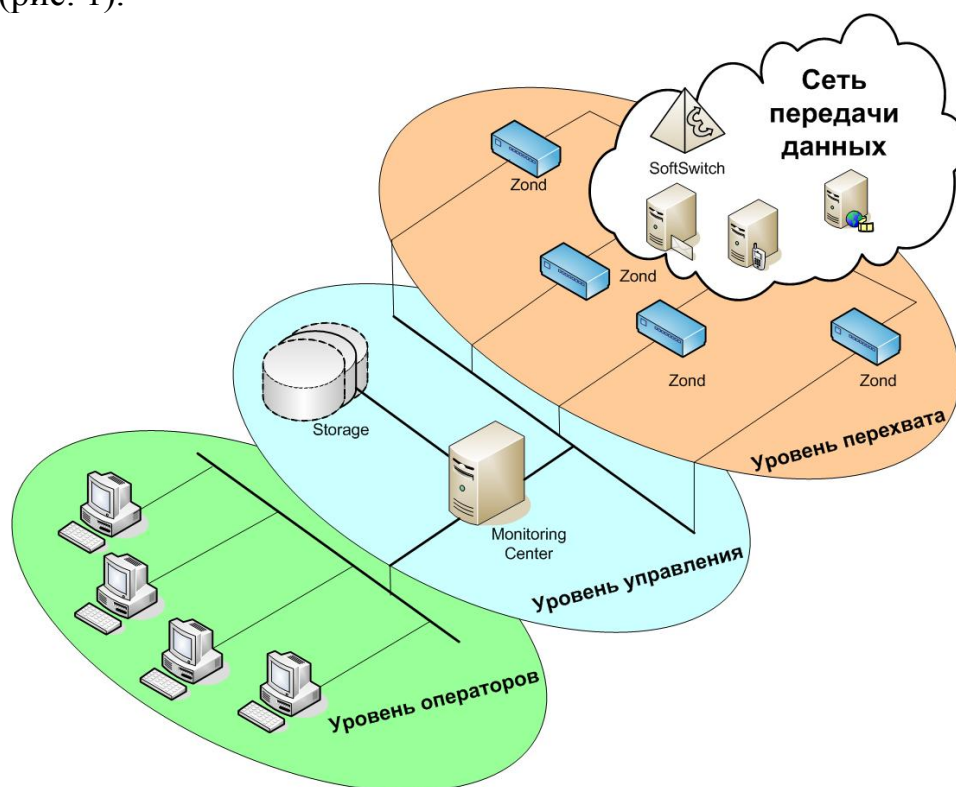 (рис. 1).
Сеть
передачи
данных
SoftSwitch
Zond
Zond
Zond
Zond
Уровень перехвата
Storage
Monitoring
Center
Уровень управления
Уровень операторов